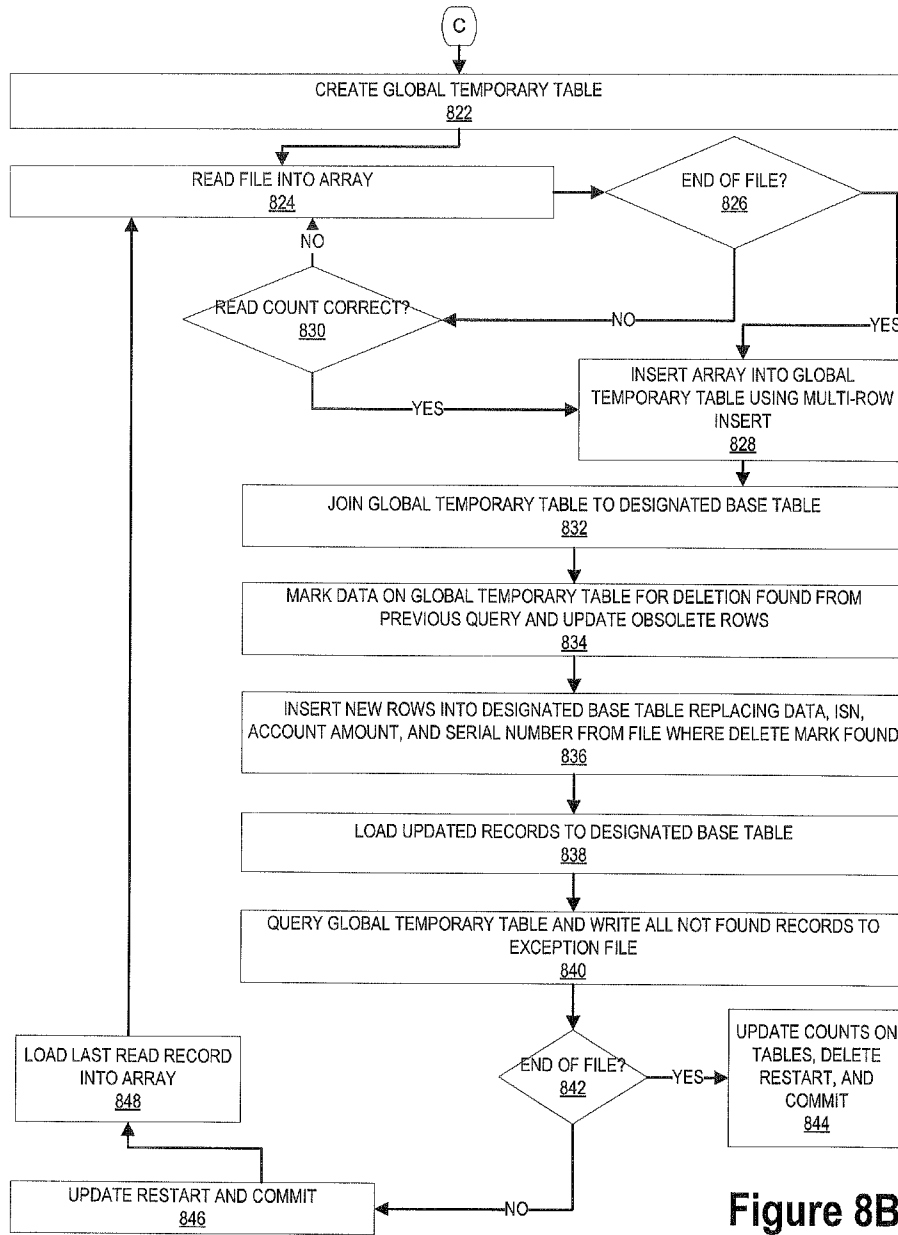 C
CREATE GLOBAL TEMPORARY TABLE
822
READ FILE INTO ARRAY
824
END OF FILE?
826
NO
READ COUNT CORRECT?
830
NO
YES
YES
INSERT ARRAY INTO GLOBAL
TEMPORARY TABLE USING MULTI-ROW
INSERT
828
JOIN GLOBAL TEMPORARY TABLE TO DESIGNATED BASE TABLE
832
MARK DATA ON GLOBAL TEMPORARY TABLE FOR DELETION FOUND FROM
PREVIOUS QUERY AND UPDATE OBSOLETE ROWS
834
INSERT NEW ROWS INTO DESIGNATED BASE TABLE REPLACING DATA, ISN,
ACCOUNT AMOUNT, AND SERIAL NUMBER FROM FILE WHERE DELETE MARK FOUND
836
LOAD UPDATED RECORDS TO DESIGNATED BASE TABLE
838
QUERY GLOBAL TEMPORARY TABLE AND WRITE ALL NOT FOUND RECORDS TO
EXCEPTION FILE
840
END OF FILE?
842
YES
UPDATE COUNTS ON
TABLES, DELETE
RESTART, AND
COMMIT
844
LOAD LAST READ RECORD
INTO ARRAY
848
UPDATE RESTART AND COMMIT
846
NO
Figure 8B